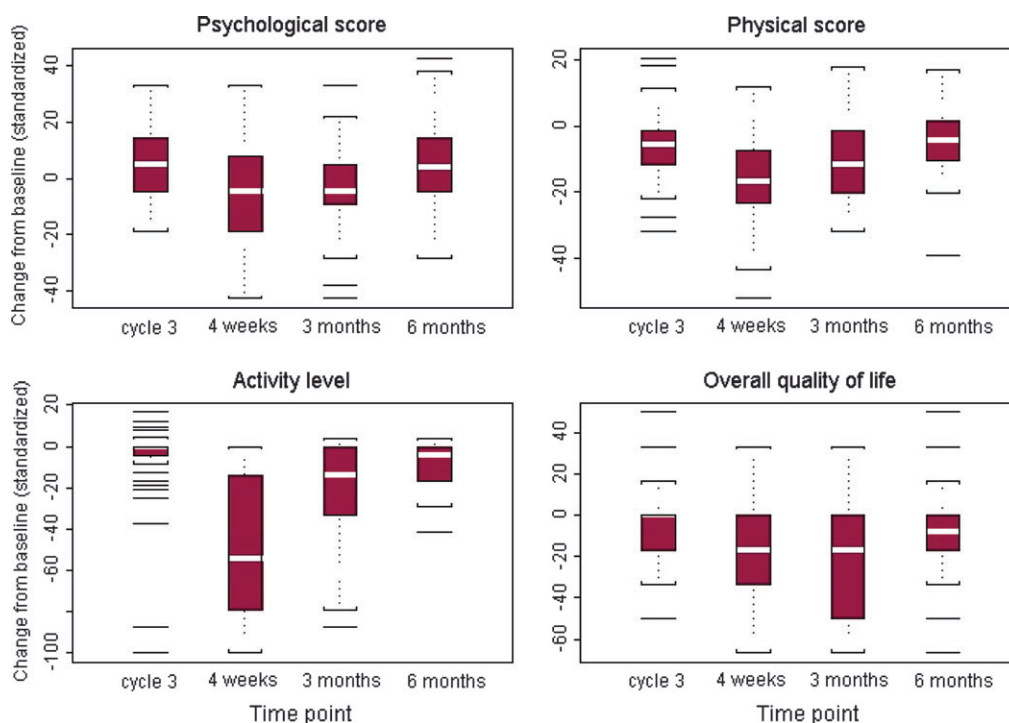 Psychological score
Physical score
Change from baseline (standardized)
40
20
0
-20
-40
cycle 3 4 weeks 3 months 6 months
20
0
-20
-40
cycle 3 4 weeks 3 months 6 months
Activity level
Overall quality of life
Change from baseline (standardized)
20
0
-20
-40
-60
-100
cycle 3 4 weeks 3 months 6 months
Time point
40
20
0
-20
-40
-60
cycle 3 4 weeks 3 months 6 months
Time point